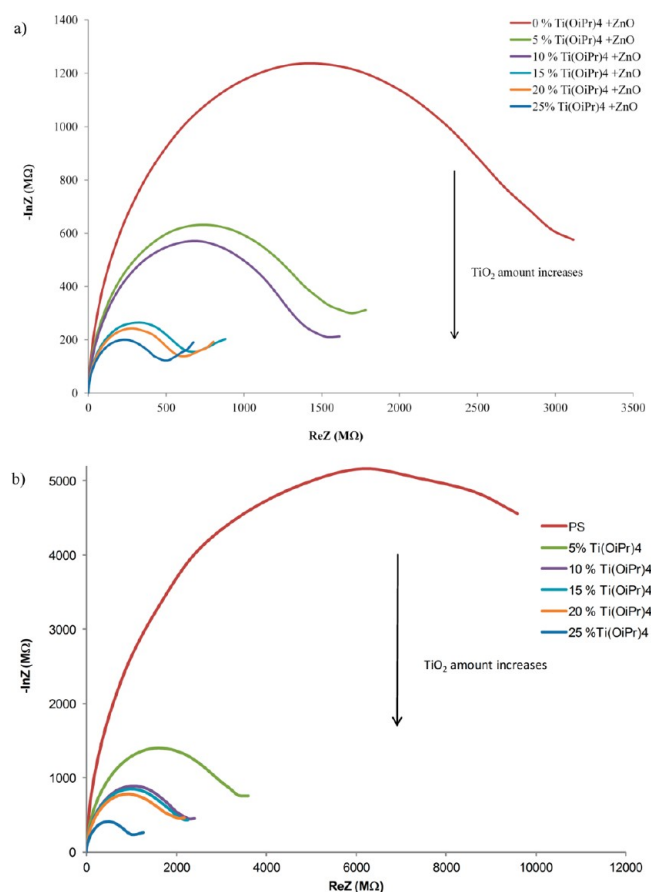 a)
1400
1200
1000
800
600
400
200
0
-InZ (MΩ)
0 % Ti(OiPr)4 +ZnO
5 % Ti(OiPr)4 +ZnO
10 % Ti(OiPr)4 +ZnO
15 % Ti(OiPr)4 +ZnO
20 % Ti(OiPr)4 +ZnO
25% Ti(OiPr)4 +ZnO
TiO2 amount increases
0 500 1000 1500 2000 2500 3000 3500
ReZ (MΩ)
b)
5000
4000
3000
2000
1000
0
-InZ (MΩ)
PS
5% Ti(OiPr)4
10 % Ti(OiPr)4
15 % Ti(OiPr)4
20 % Ti(OiPr)4
25 %Ti(OiPr)4
TiO2 amount increases
0 2000 4000 6000 8000 10000 12000
ReZ (MΩ)